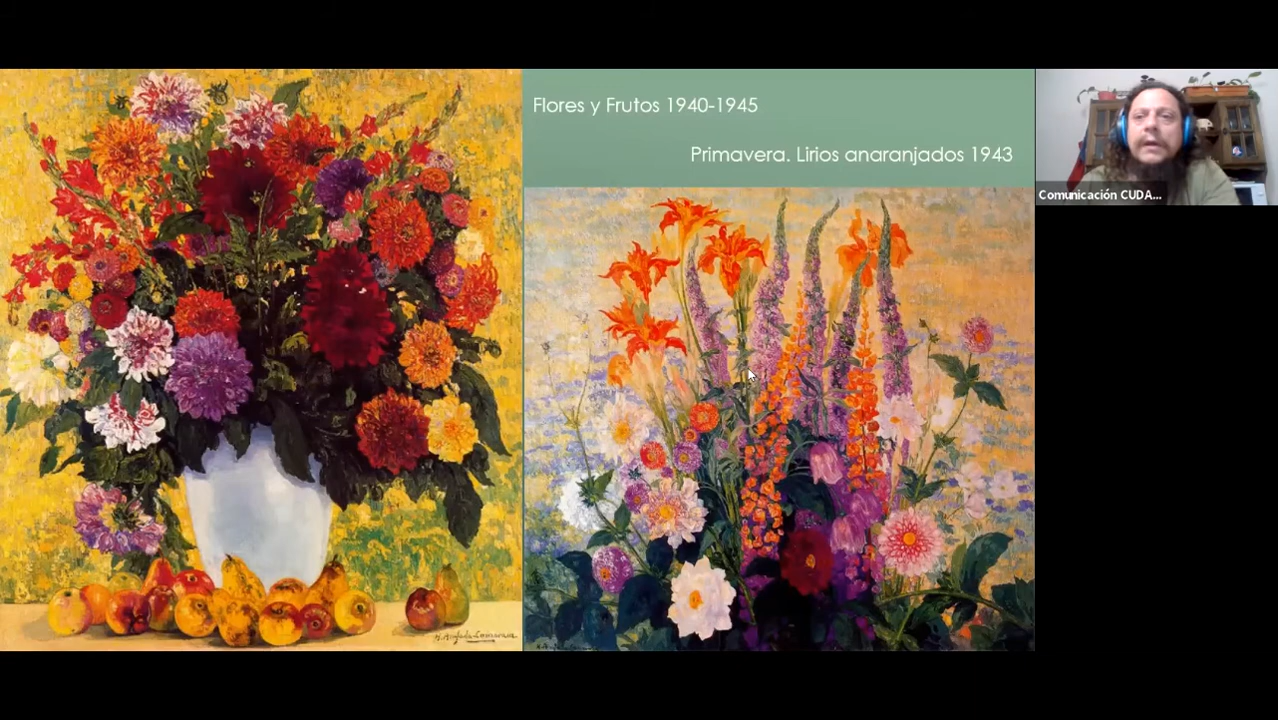 Flores y Frutos 1940-1945
Primavera. Lirios anaranjados 1943
Comunicación CUDA...